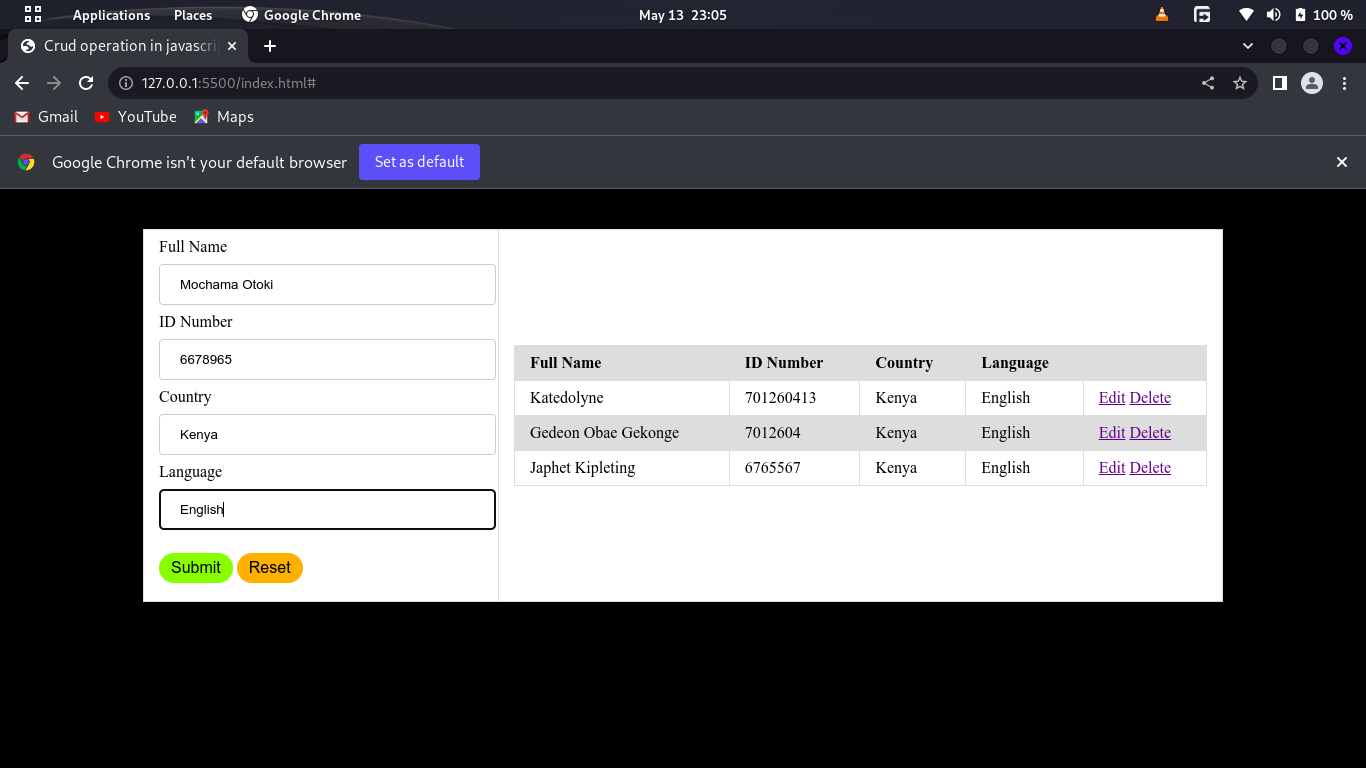 Applications Places Google Chrome May 13 23:05 100 %
Crud operation in javascri
127.0.0.1:5500/index.html#
Gmail YouTube Maps
Google Chrome isn't your default browser Set as default
Full Name
Mochama Otoki
ID Number
6678965
Country
Kenya
Language
English
Submit Reset
Full Name ID Number Country Language
Katedolyne 701260413 Kenya English Edit Delete
Gedeon Obae Gekonge 7012604 Kenya English Edit Delete
Japhet Kipleting 6765567 Kenya English Edit Delete